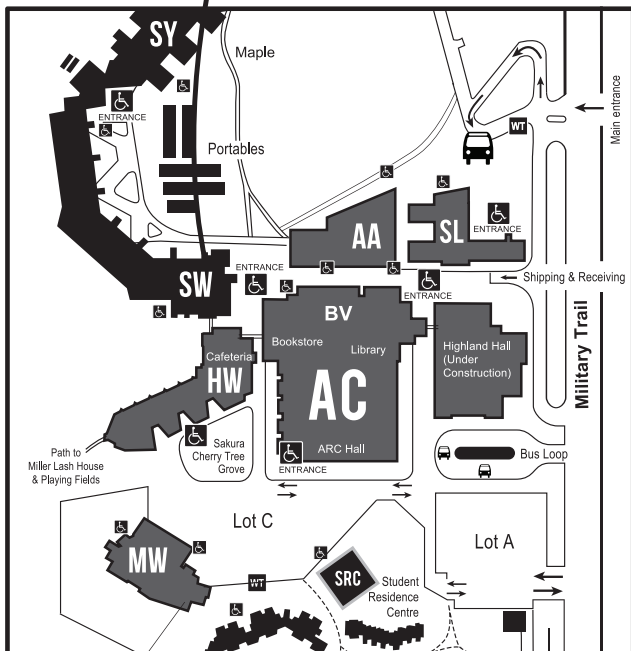 SY
Maple
ENTRANCE
WT
Main entrance
Portables
AA
SL
ENTRANCE
SW
ENTRANCE
ENTRANCE
Shipping & Receiving
BV
Bookstore
Library
Cafeteria
HW
AC
Highland Hall
(Under
Construction)
Military Trail
Path to
Miller Lash House
& Playing Fields
Sakura
Cherry Tree
Grove
ARC Hall
ENTRANCE
Bus Loop
Lot C
Lot A
MW
WT
SRC
Student
Residence
Centre